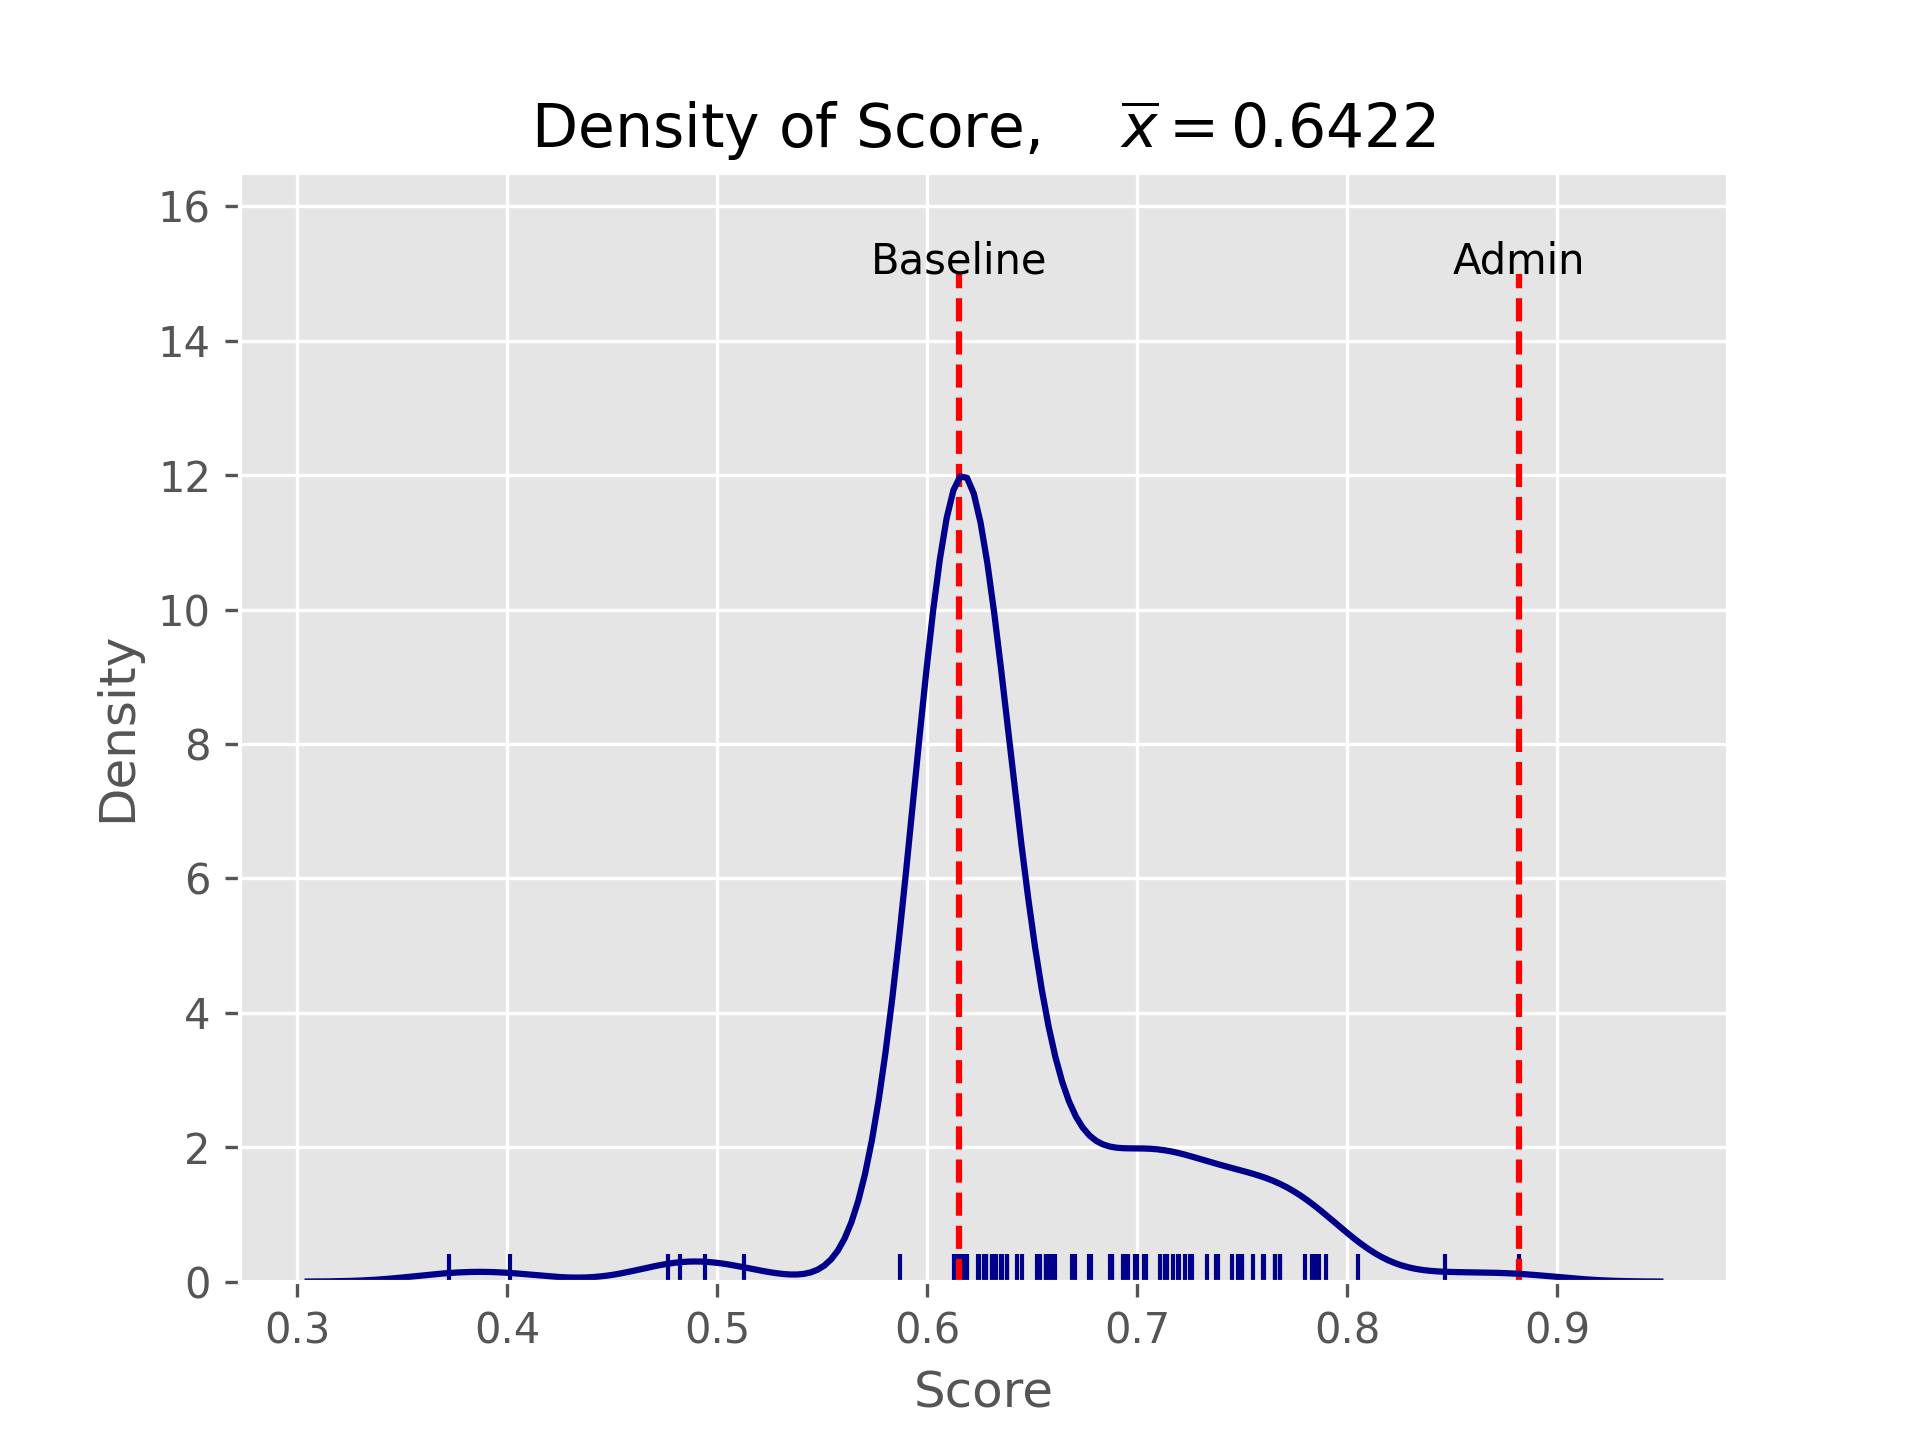 Density of Score, x̅ = 0.6422
16
Baseline
Admin
14
12
10
8
6
4
2
0
Density
0.3 0.4 0.5 0.6 0.7 0.8 0.9
Score